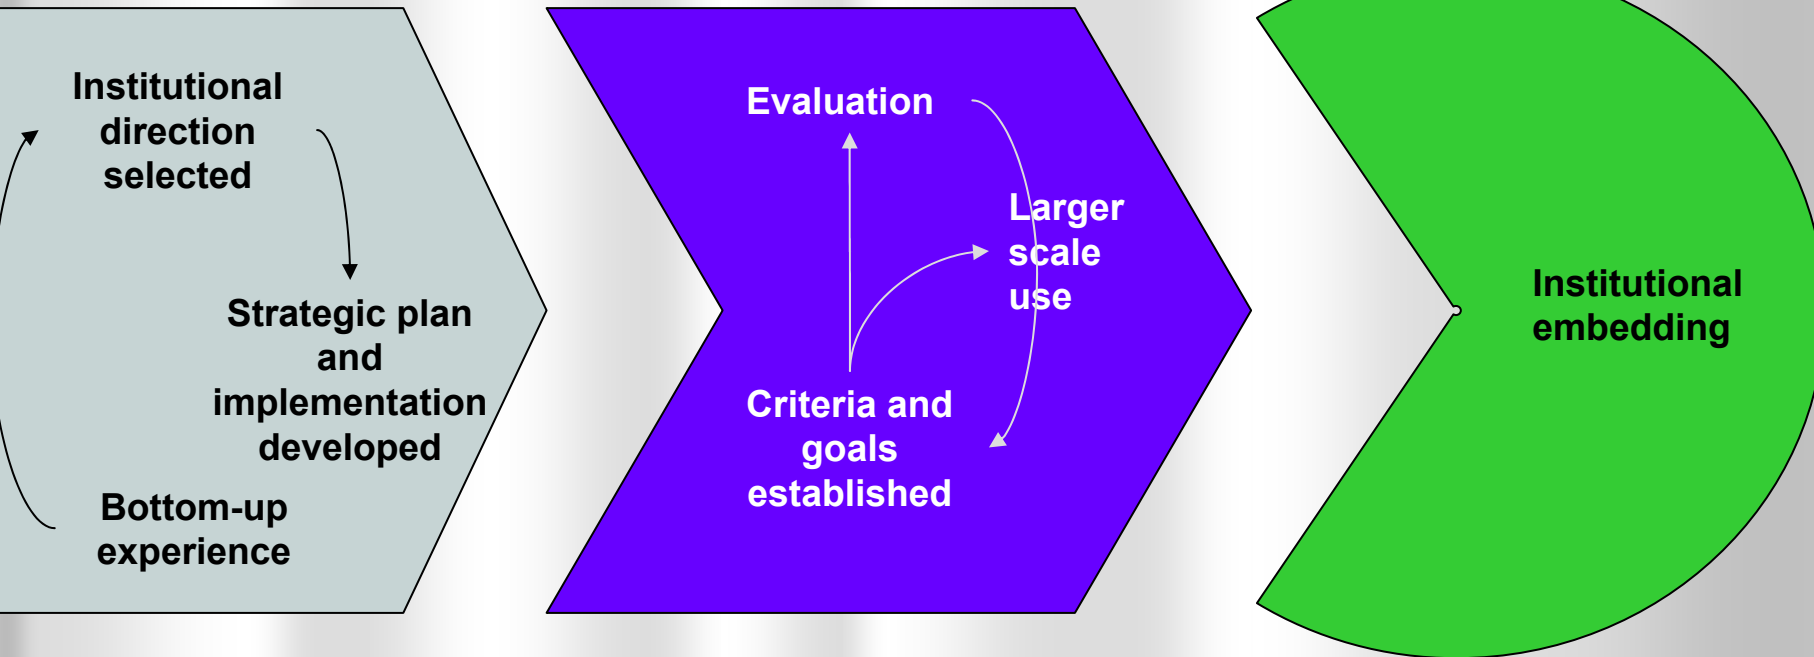 Institutional
direction
selected
Strategic plan
and
implementation
developed
Bottom-up
experience
Evaluation
Larger
scale
use
Criteria and
goals
established
Institutional
embedding